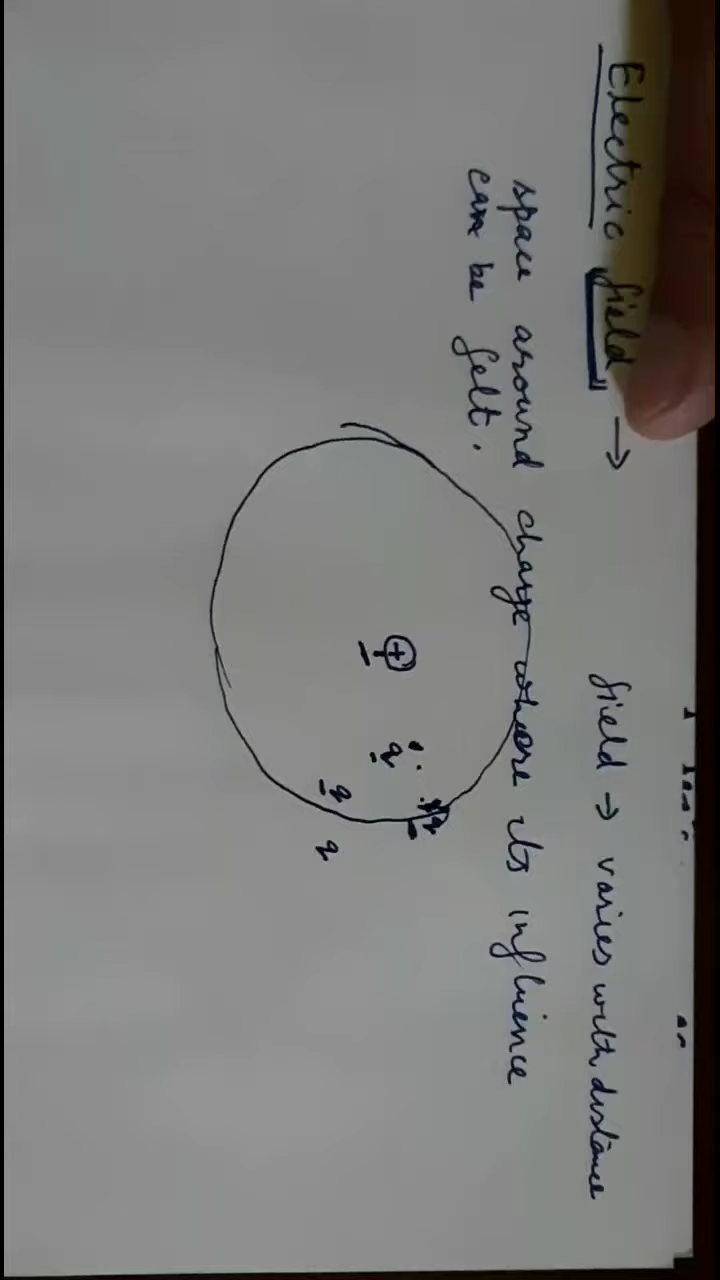 Electric field → field → varies with distance
space around charge where its influence
can be felt.
+
q
q
q
q